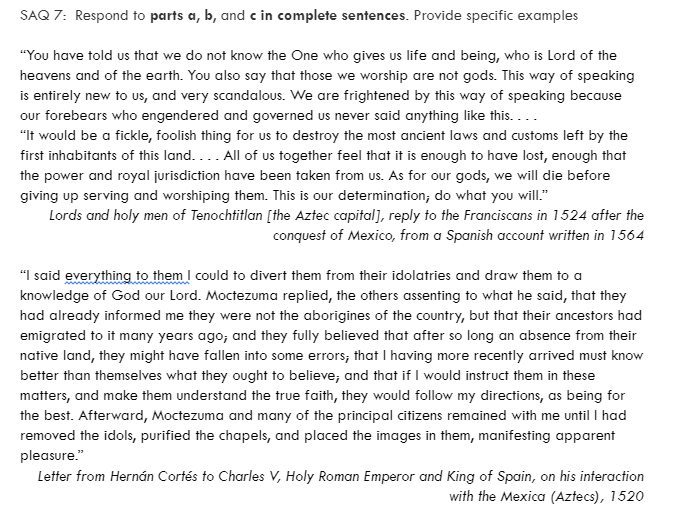 SAQ 7: Respond to parts a, b, and c in complete sentences. Provide specific examples
“You have told us that we do not know the One who gives us life and being, who is Lord of the
heavens and of the earth. You also say that those we worship are not gods. This way of speaking
is entirely new to us, and very scandalous. We are frightened by this way of speaking because
our forebears who engendered and governed us never said anything like this. . . .
“It would be a fickle, foolish thing for us to destroy the most ancient laws and customs left by the
first inhabitants of this land. . . . All of us together feel that it is enough to have lost, enough that
the power and royal jurisdiction have been taken from us. As for our gods, we will die before
giving up serving and worshiping them. This is our determination; do what you will.”
Lords and holy men of Tenochtitlan [the Aztec capital], reply to the Franciscans in 1524 after the
conquest of Mexico, from a Spanish account written in 1564
“I said everything to them I could to divert them from their idolatries and draw them to a
knowledge of God our Lord. Moctezuma replied, the others assenting to what he said, that they
had already informed me they were not the aborigines of the country, but that their ancestors had
emigrated to it many years ago; and they fully believed that after so long an absence from their
native land, they might have fallen into some errors; that I having more recently arrived must know
better than themselves what they ought to believe; and that if I would instruct them in these
matters, and make them understand the true faith, they would follow my directions, as being for
the best. Afterward, Moctezuma and many of the principal citizens remained with me until I had
removed the idols, purified the chapels, and placed the images in them, manifesting apparent
pleasure.”
Letter from Hernán Cortés to Charles V, Holy Roman Emperor and King of Spain, on his interaction
with the Mexica (Aztecs), 1520